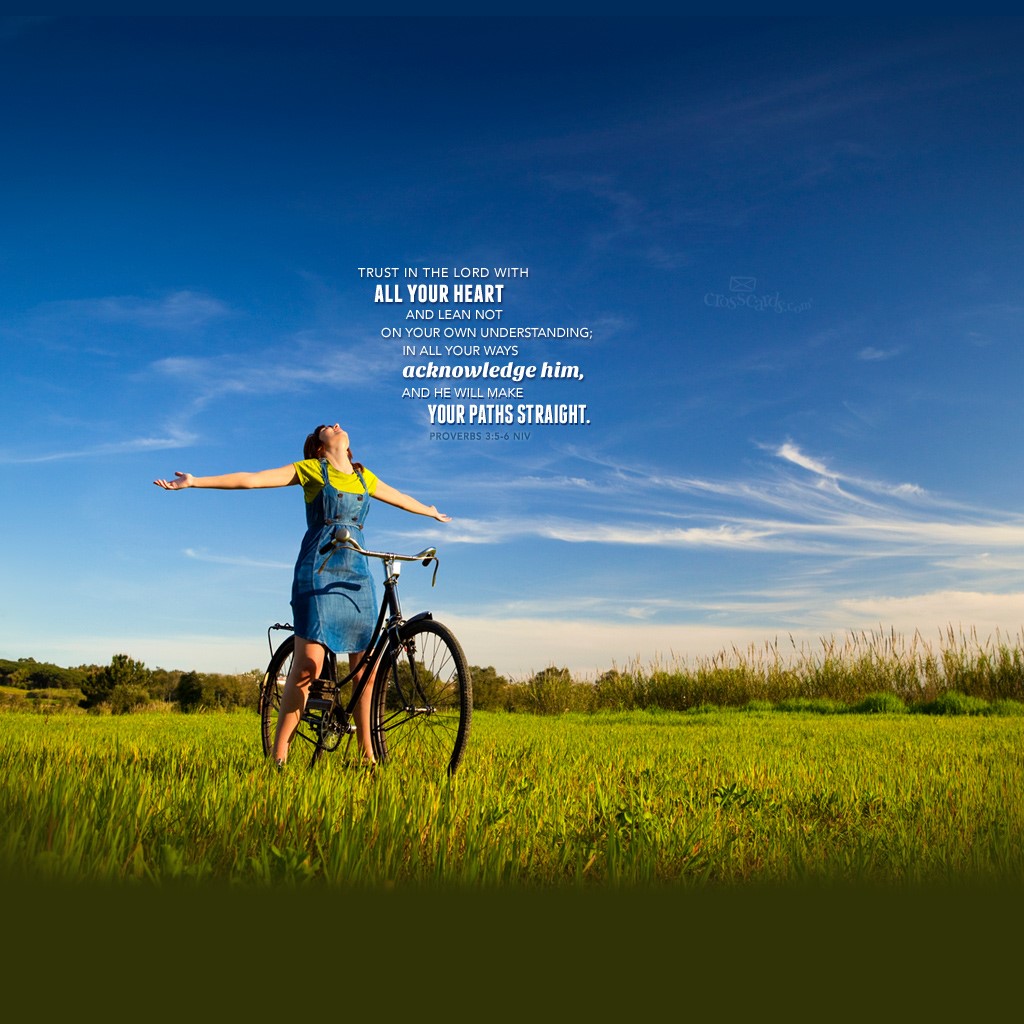 TRUST IN THE LORD WITH
ALL YOUR HEART
AND LEAN NOT
ON YOUR OWN UNDERSTANDING;
IN ALL YOUR WAYS
acknowledge him,
AND HE WILL MAKE
YOUR PATHS STRAIGHT.
PROVERBS 3:5-6 NIV
crosscards.com